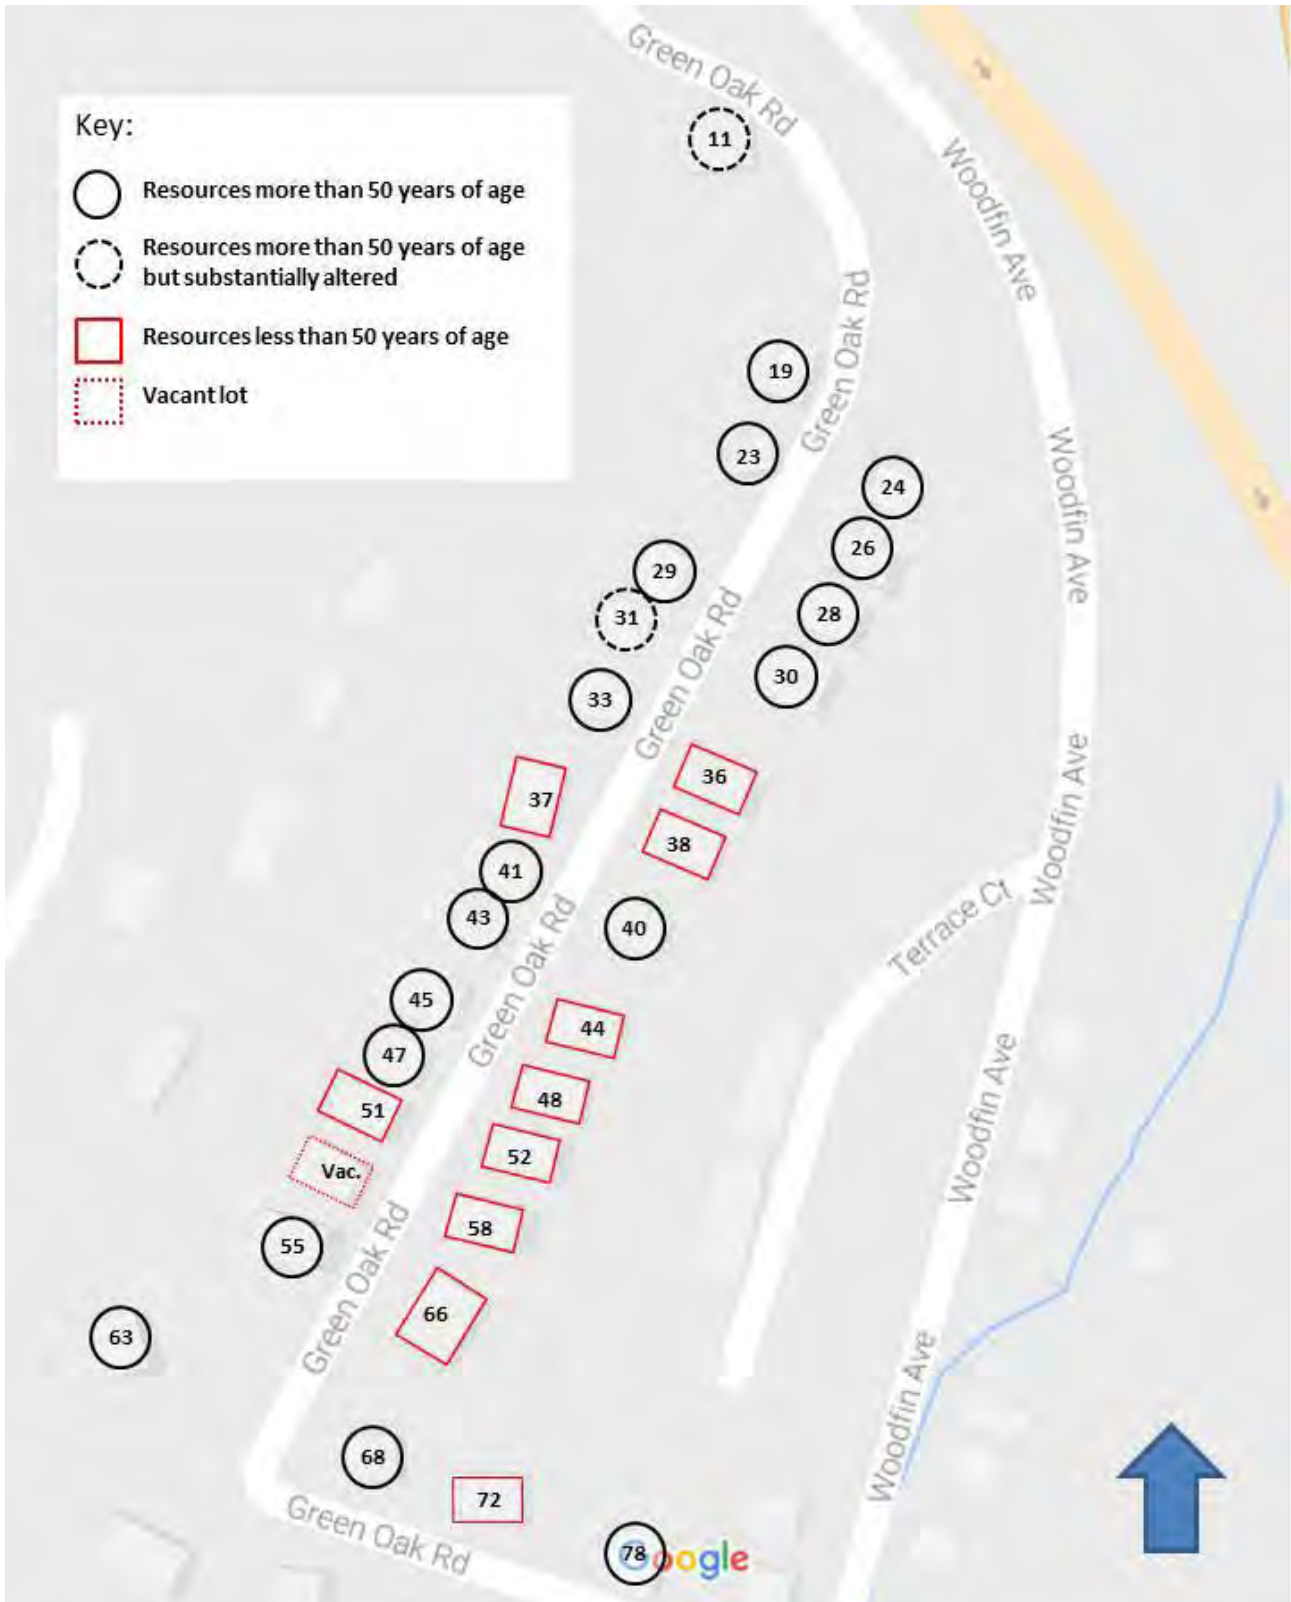 Green Oak Rd
Key:
Resources more than 50 years of age
Resources more than 50 years of age
but substantially altered
Resources less than 50 years of age
Vacant lot
11
Woodfin Ave
Green Oak Rd
19
23
24
Woodfin Ave
26
29
28
31
30
Green Oak Rd
33
36
37
38
Woodfin Ave
41
43
40
Terrace Ct
Green Oak Rd
45
44
47
48
51
Woodfin Ave
52
Vac.
58
55
Green Oak Rd
66
63
Woodfin Ave
68
72
Green Oak Rd
78
Google